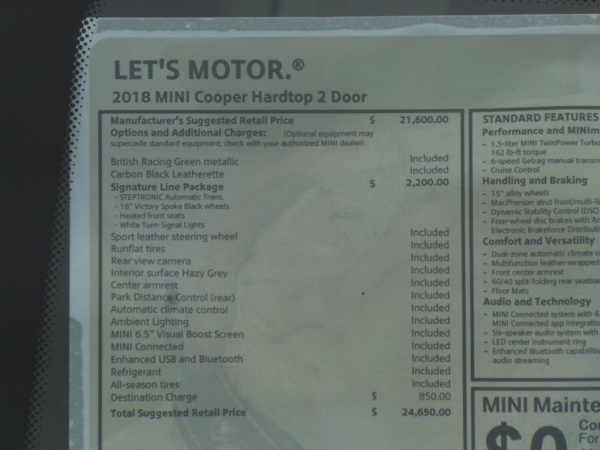 LET'S MOTOR.®
2018 MINI Cooper Hardtop 2 Door
Manufacturer's Suggested Retail Price $ 21,600.00
Options and Additional Charges: (Optional equipment may
supercede standard equipment; check with your authorized MINI dealer).
British Racing Green metallic Included
Carbon Black Leatherette Included
Signature Line Package $ 2,200.00
- STEPTRONIC Automatic Trans.
- 16" Victory Spoke Black wheels
- Heated front seats
- White Turn-Signal Lights
Sport leather steering wheel Included
Runflat tires Included
Rear view camera Included
Interior surface Hazy Grey Included
Center armrest Included
Park Distance Control (rear) Included
Automatic climate control Included
Ambient Lighting Included
MINI 6.5" Visual Boost Screen Included
MINI Connected Included
Enhanced USB and Bluetooth Included
Refrigerant Included
All-season tires Included
Destination Charge $ 850.00
Total Suggested Retail Price $ 24,650.00
STANDARD FEATURES
Performance and MINIm
- 1.5-liter MINI TwinPower Turbo
162 lb-ft torque
- 6-speed Getrag manual transm
- Cruise Control
Handling and Braking
- 15" alloy wheels
- MacPherson strut front/multi-l
- Dynamic Stability Control (DSC)
- Four-wheel disc brakes with An
Electronic Brakeforce Distributi
Comfort and Versatility
- Dual-zone automatic climate c
- Multifunction leather-wrapped
- Front center armrest
- 60/40 split-folding rear seatba
- Floor Mats
Audio and Technology
- MINI Connected system with 6.
MINI Connected app integration
- Six-speaker audio system with
- LED center instrument ring
- Enhanced Bluetooth capabiliti
audio streaming
MINI Mainte
$0
Co
For